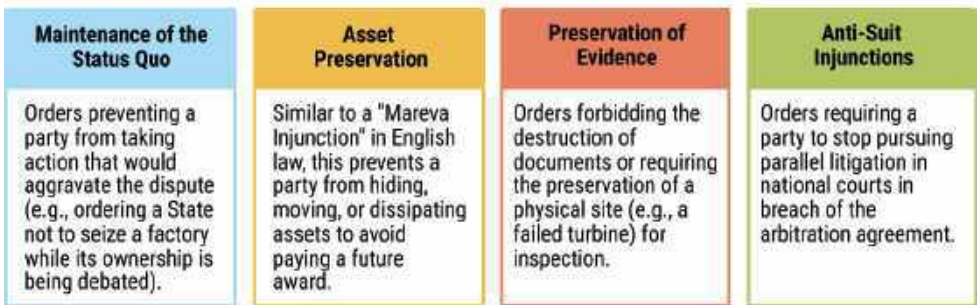 Maintenance of the
Status Quo
Orders preventing a
party from taking
action that would
aggravate the dispute
(e.g., ordering a State
not to seize a factory
while its ownership is
being debated).
Asset
Preservation
Similar to a "Mareva
Injunction" in English
law, this prevents a
party from hiding,
moving, or dissipating
assets to avoid
paying a future
award.
Preservation of
Evidence
Orders forbidding the
destruction of
documents or requiring
the preservation of a
physical site (e.g., a
failed turbine) for
inspection.
Anti-Suit
Injunctions
Orders requiring a
party to stop pursuing
parallel litigation in
national courts in
breach of the
arbitration agreement.